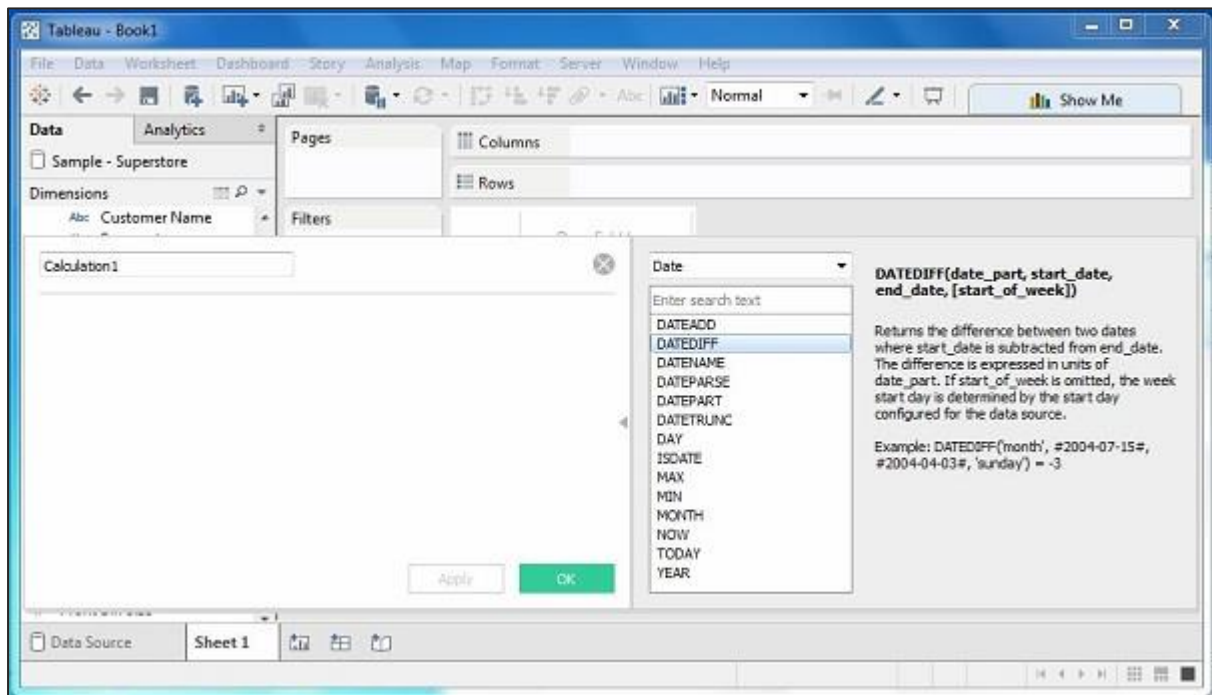 Tableau - Book1
File Data Worksheet Dashboard Story Analysis Map Format Server Window Help
Abc Normal Show Me
Data Analytics
Pages
Columns
Sample - Superstore
Rows
Dimensions
Abc Customer Name
Filters
Calculation1
Date
Enter search text
DATEADD
DATEDIFF
DATENAME
DATEPARSE
DATEPART
DATETRUNC
DAY
ISDATE
MAX
MIN
MONTH
NOW
TODAY
YEAR
DATEDIFF(date_part, start_date,
end_date, [start_of_week])
Returns the difference between two dates
where start_date is subtracted from end_date.
The difference is expressed in units of
date_part. If start_of_week is omitted, the week
start day is determined by the start day
configured for the data source.
Example: DATEDIFF('month', #2004-07-15#,
#2004-04-03#, 'sunday') = -3
Apply OK
Data Source Sheet 1